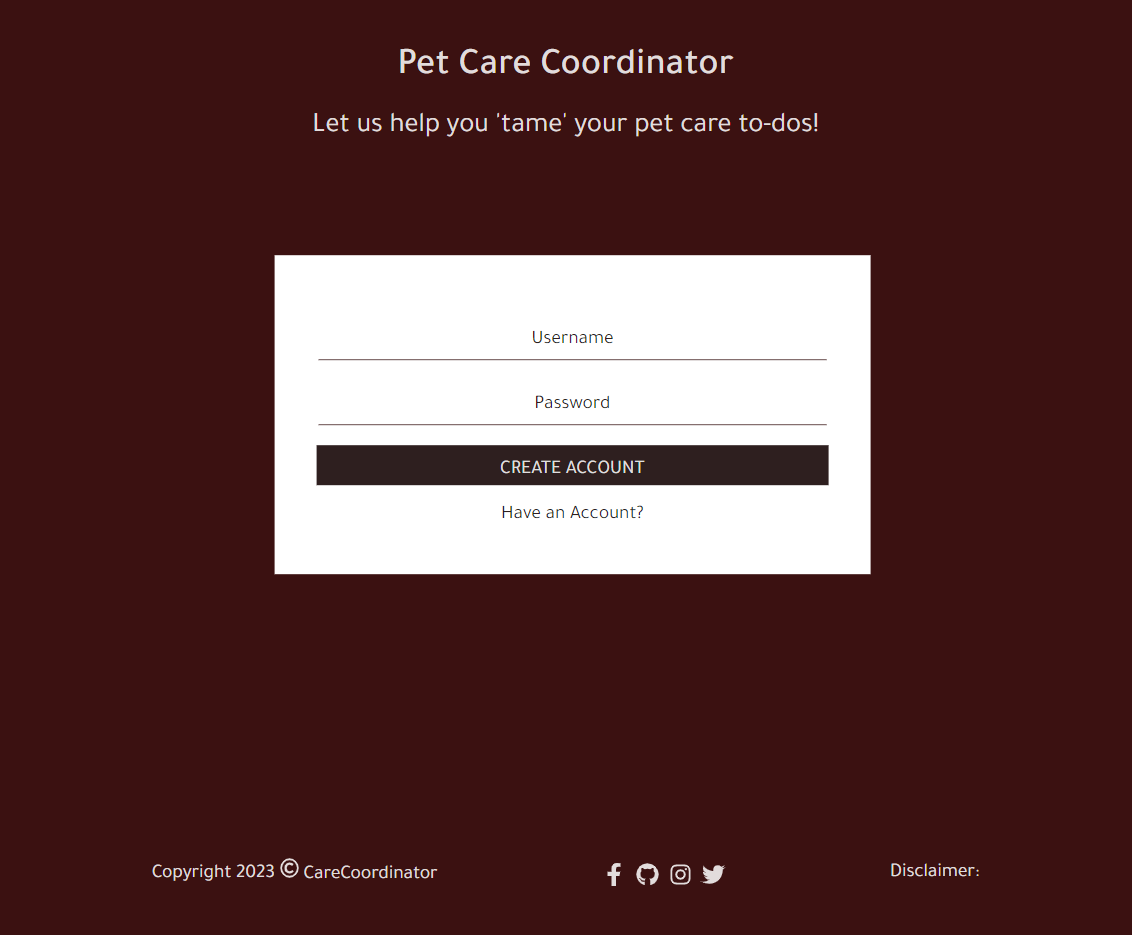 Pet Care Coordinator
Let us help you 'tame' your pet care to-dos!
Username
Password
CREATE ACCOUNT
Have an Account?
Copyright 2023 © CareCoordinator
Disclaimer: